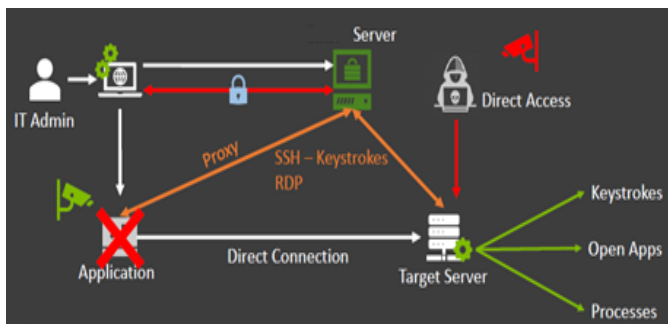 Server
IT Admin
Direct Access
Proxy
SSH – Keystrokes
RDP
Keystrokes
Open Apps
Processes
Application
Direct Connection
Target Server